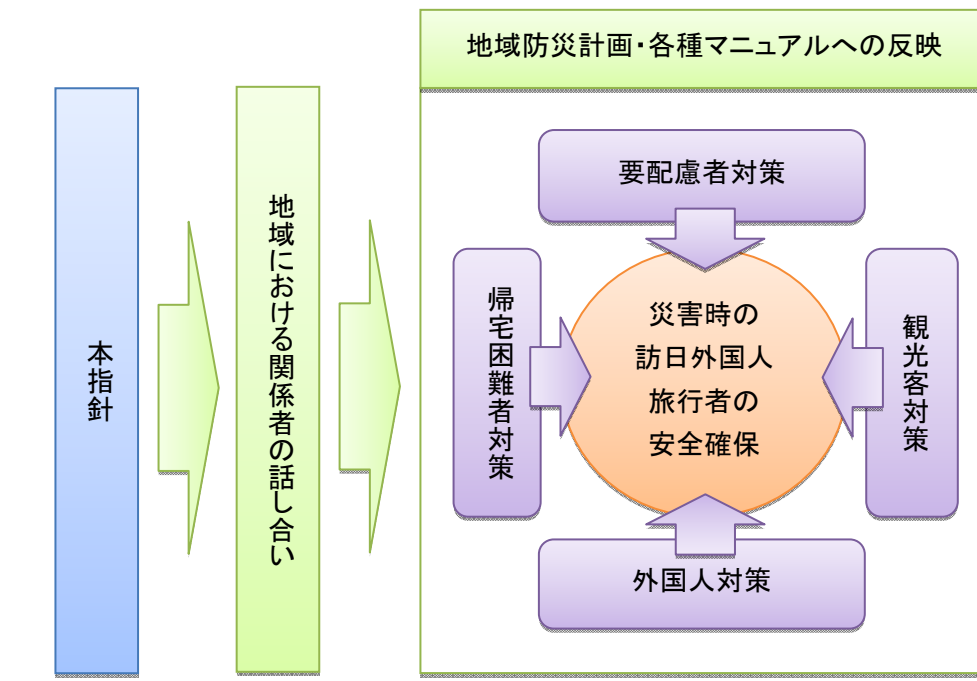 本指針
地域における関係者の話し合い
地域防災計画・各種マニュアルへの反映
要配慮者対策
帰宅困難者対策
災害時の
訪日外国人
旅行者の
安全確保
観光客対策
外国人対策